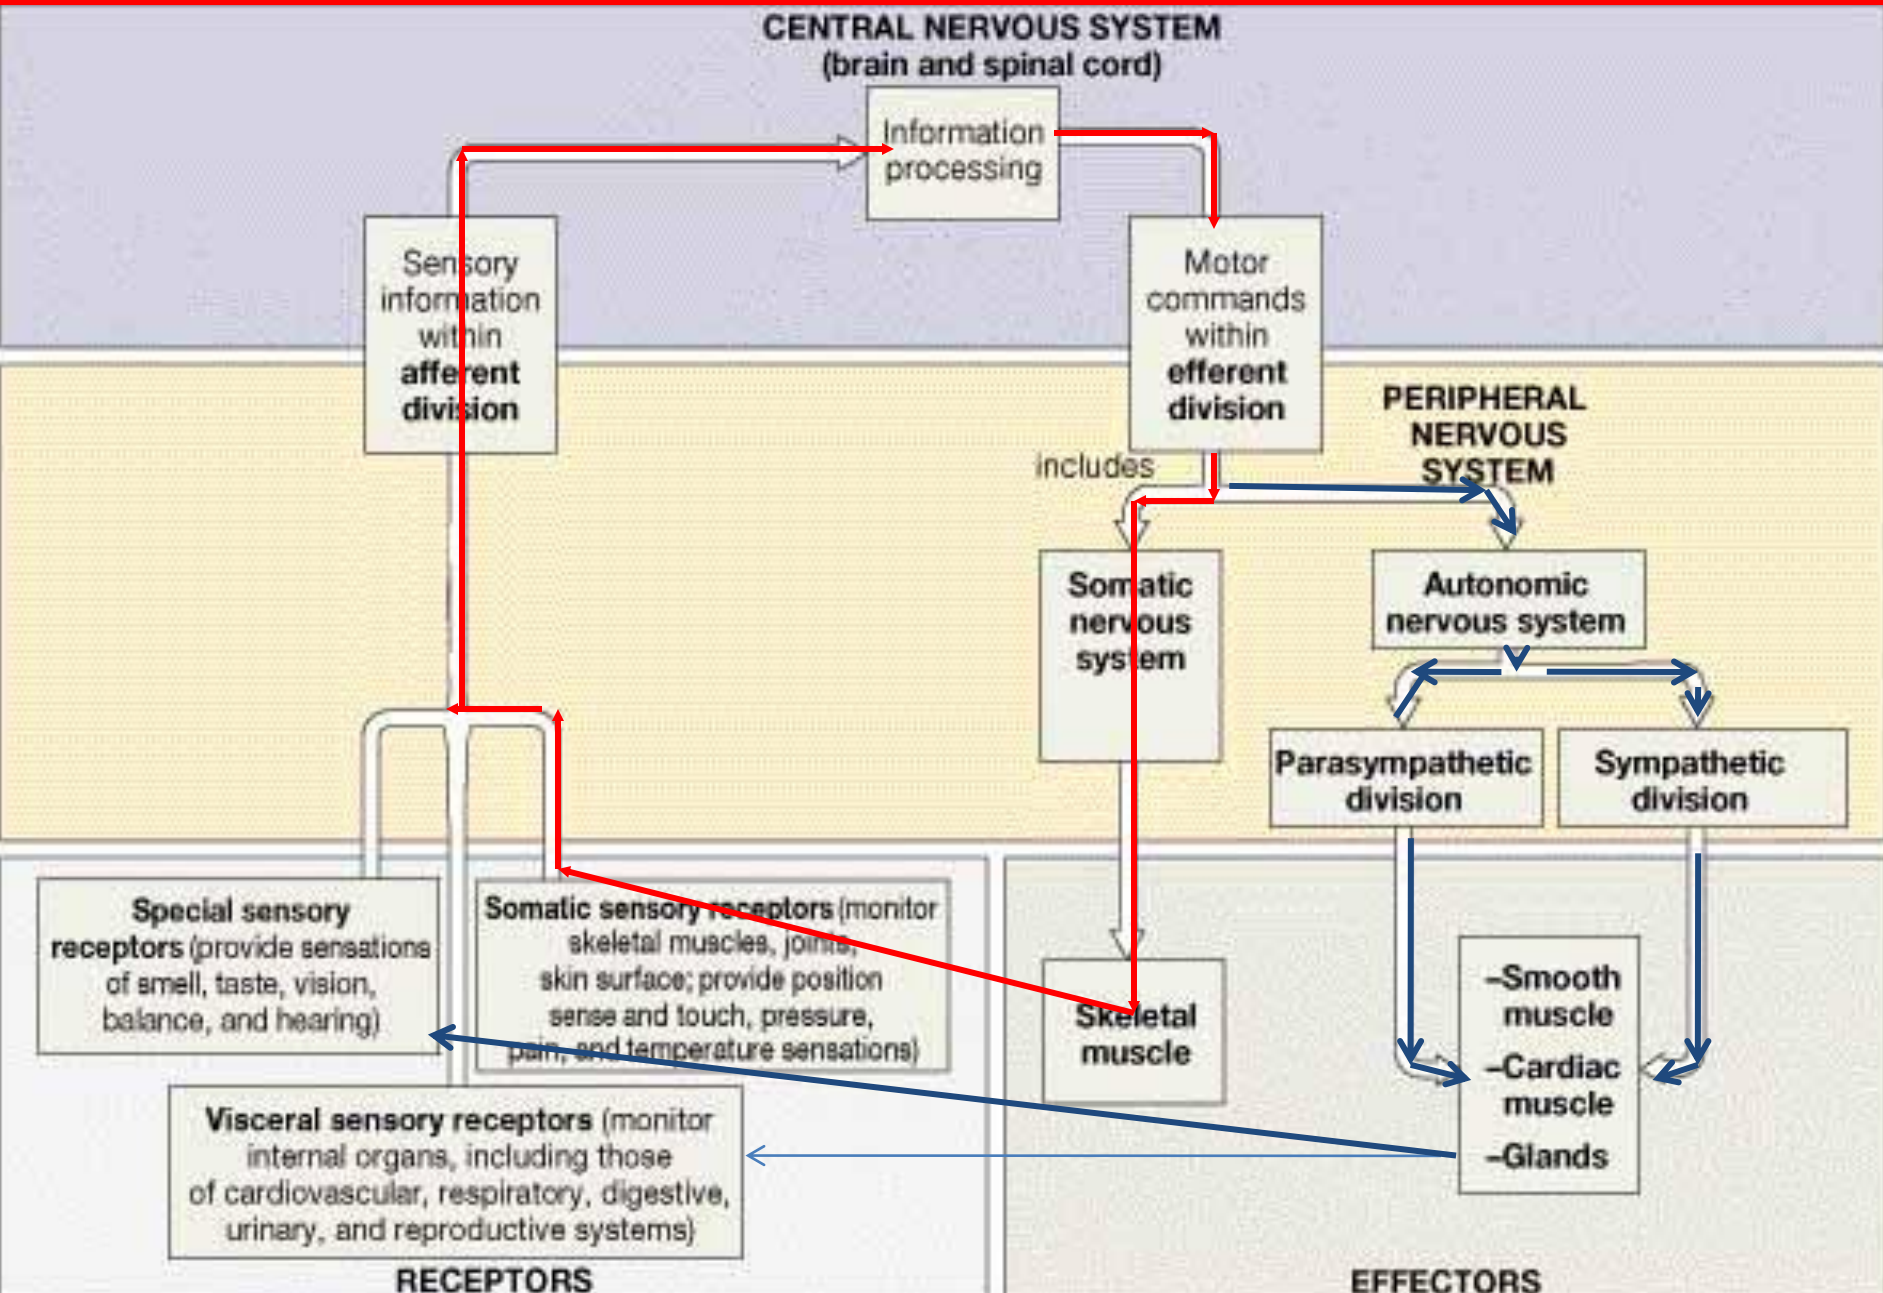 CENTRAL NERVOUS SYSTEM
(brain and spinal cord)
Information
processing
Sensory
information
within
afferent
division
Motor
commands
within
efferent
division
PERIPHERAL
NERVOUS
SYSTEM
includes
Somatic
nervous
system
Autonomic
nervous system
Parasympathetic
division
Sympathetic
division
Special sensory
receptors (provide sensations
of smell, taste, vision,
balance, and hearing)
Somatic sensory receptors (monitor
skeletal muscles, joints,
skin surface; provide position
sense and touch, pressure,
pain, and temperature sensations)
Visceral sensory receptors (monitor
internal organs, including those
of cardiovascular, respiratory, digestive,
urinary, and reproductive systems)
RECEPTORS
Skeletal
muscle
–Smooth
muscle
–Cardiac
muscle
–Glands
EFFECTORS